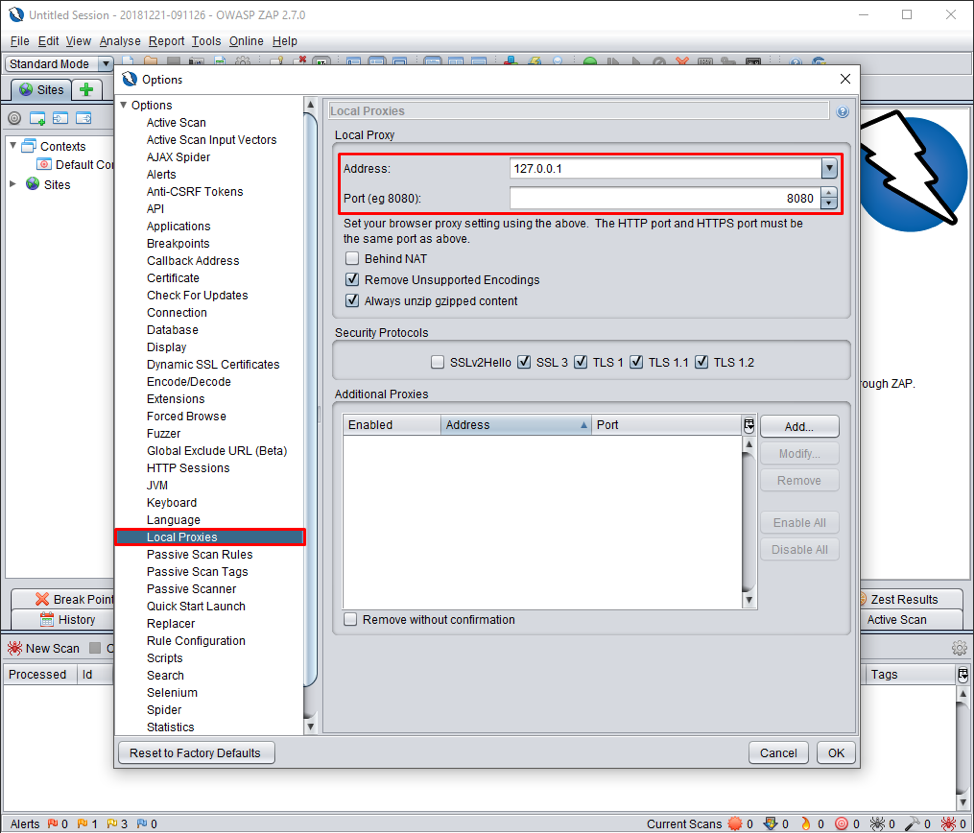 Untitled Session - 20181221-091126 - OWASP ZAP 2.7.0
File Edit View Analyse Report Tools Online Help
Standard Mode
Sites
Contexts
Default Con
Sites
Break Point
History
New Scan
Processed Id
Options
Options
Active Scan
Active Scan Input Vectors
AJAX Spider
Alerts
Anti-CSRF Tokens
API
Applications
Breakpoints
Callback Address
Certificate
Check For Updates
Connection
Database
Display
Dynamic SSL Certificates
Encode/Decode
Extensions
Forced Browse
Fuzzer
Global Exclude URL (Beta)
HTTP Sessions
JVM
Keyboard
Language
Local Proxies
Passive Scan Rules
Passive Scan Tags
Passive Scanner
Quick Start Launch
Replacer
Rule Configuration
Scripts
Search
Selenium
Spider
Statistics
Local Proxies
Local Proxy
Address: 127.0.0.1
Port (eg 8080): 8080
Set your browser proxy setting using the above. The HTTP port and HTTPS port must be
the same port as above.
Behind NAT
Remove Unsupported Encodings
Always unzip gzipped content
Security Protocols
SSLv2Hello SSL 3 TLS 1 TLS 1.1 TLS 1.2
Additional Proxies
Enabled Address Port
Add...
Modify...
Remove
Enable All
Disable All
Remove without confirmation
Reset to Factory Defaults Cancel OK
rough ZAP.
Zest Results
Active Scan
Tags
Alerts 0 1 3 0 Current Scans 0 0 0 0 0 0 0